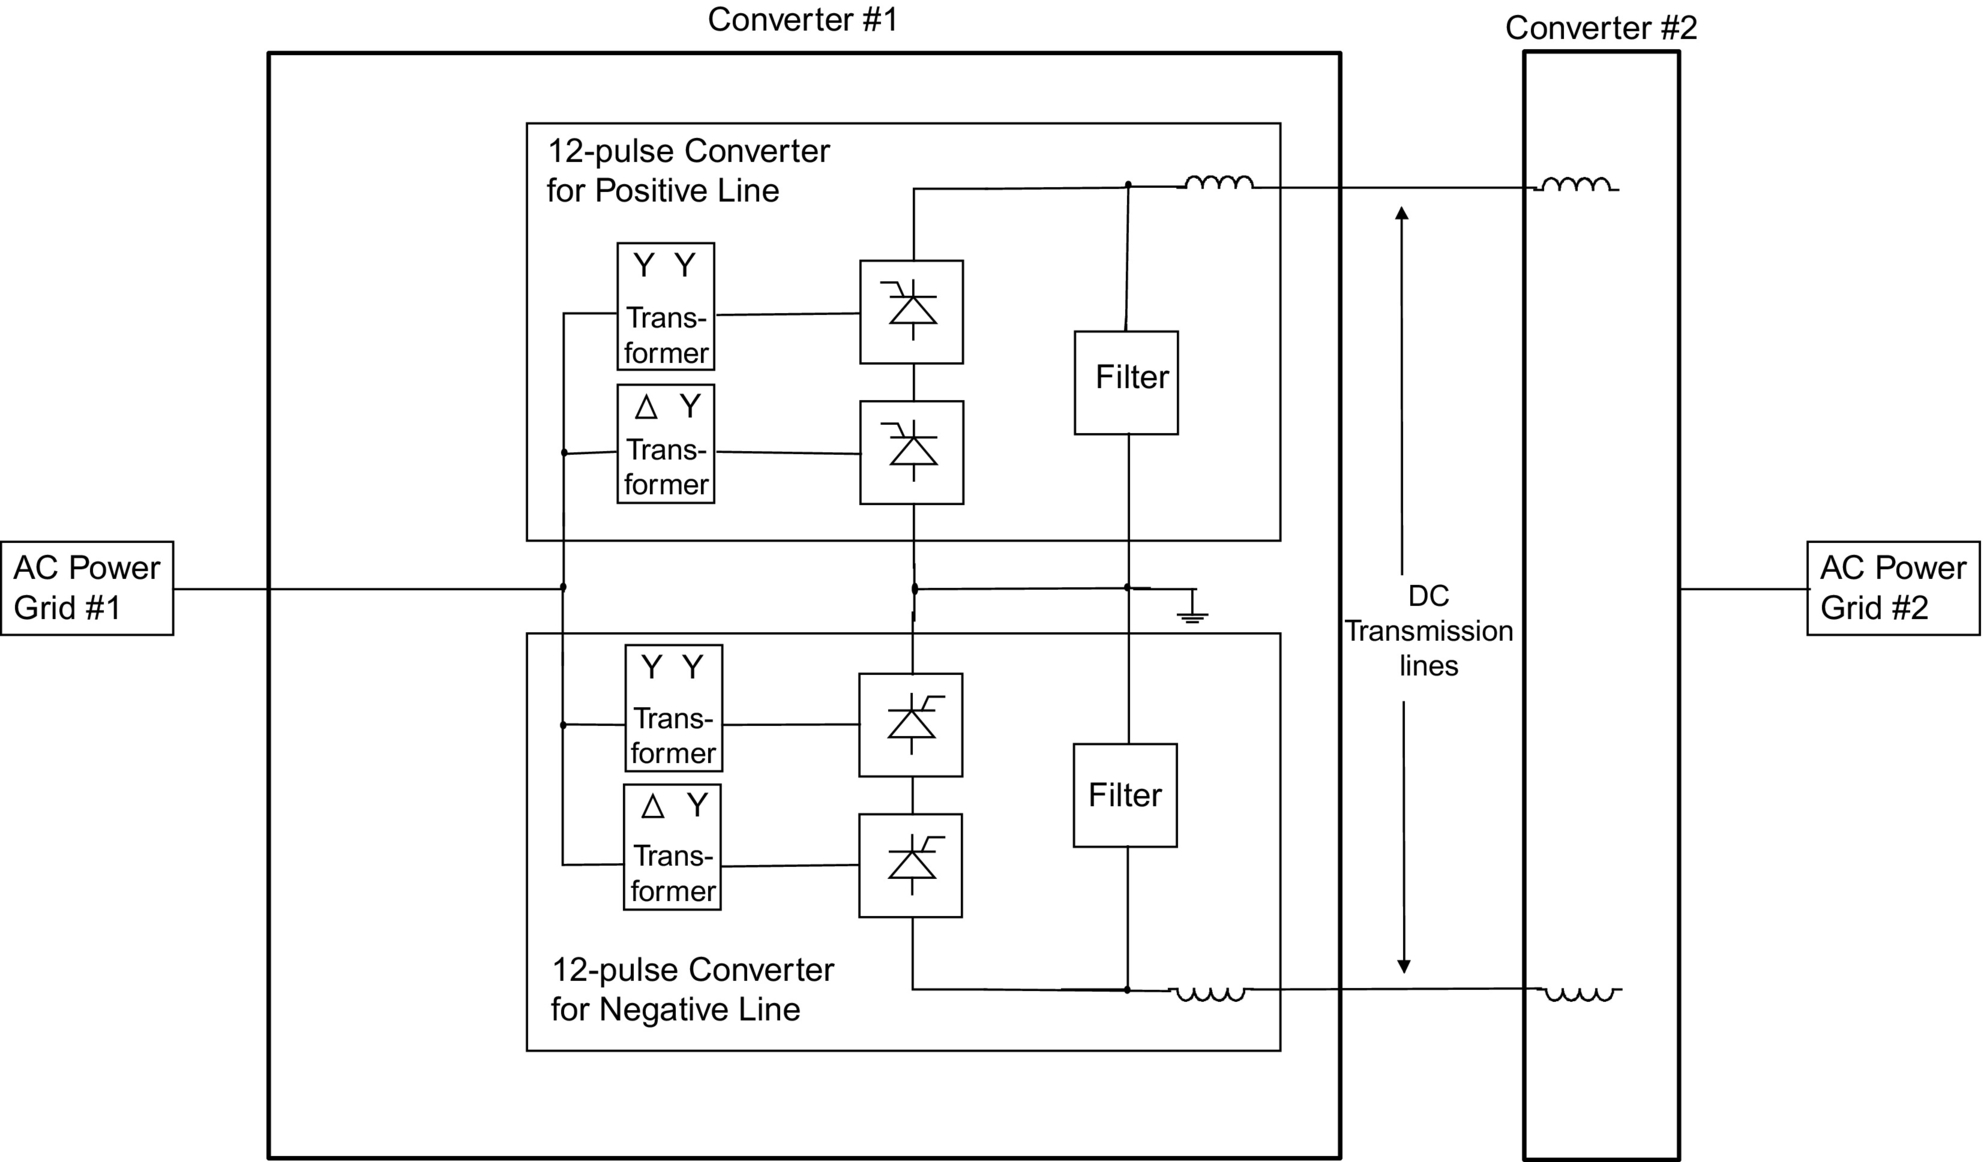 Converter #1
Converter #2
12-pulse Converter
for Positive Line
Y Y
Trans-
former
Δ Y
Trans-
former
Filter
AC Power
Grid #1
DC
Transmission
lines
AC Power
Grid #2
Y Y
Trans-
former
Δ Y
Trans-
former
Filter
12-pulse Converter
for Negative Line